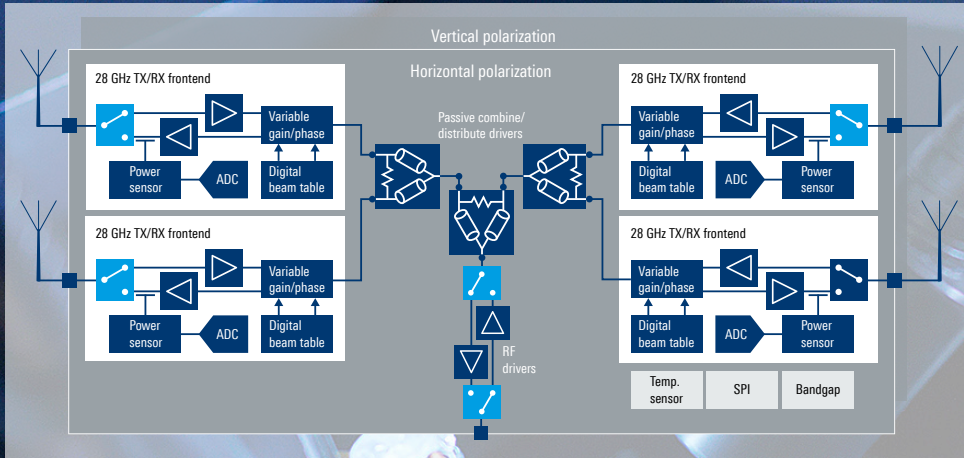 Vertical polarization
Horizontal polarization
28 GHz TX/RX frontend
Variable
gain/phase
Power
sensor
ADC
Digital
beam table
28 GHz TX/RX frontend
Variable
gain/phase
Power
sensor
ADC
Digital
beam table
Passive combine/
distribute drivers
RF
drivers
28 GHz TX/RX frontend
Variable
gain/phase
Digital
beam table
ADC
Power
sensor
28 GHz TX/RX frontend
Variable
gain/phase
Digital
beam table
ADC
Power
sensor
Temp.
sensor
SPI
Bandgap